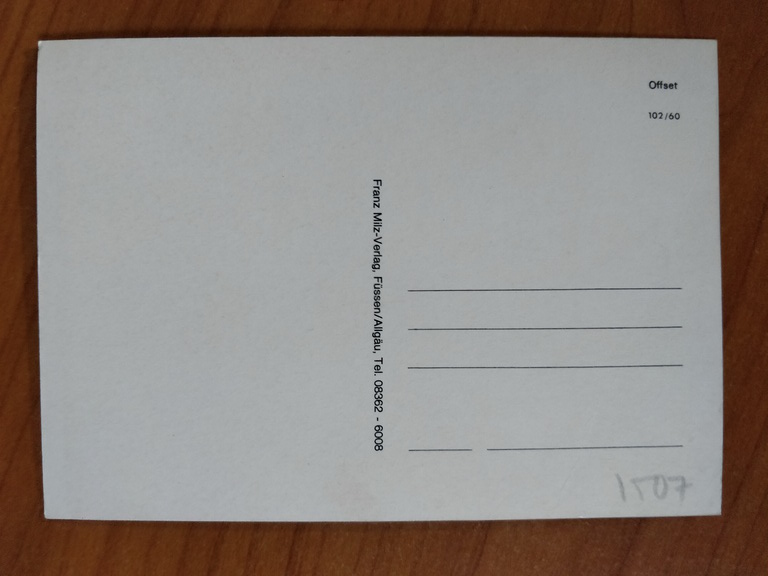 Offset
102/60
Franz Milz-Verlag, Füssen/Allgäu, Tel. 08362 - 6008
1507